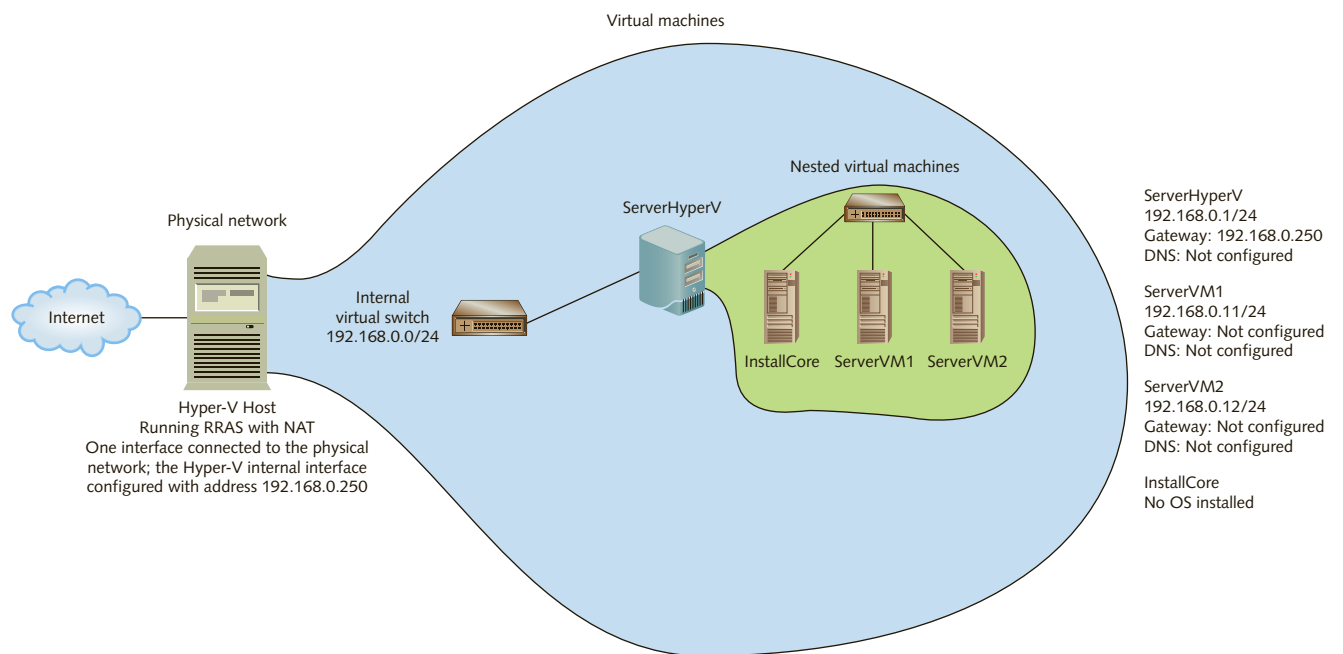 Virtual machines
Nested virtual machines
ServerHyperV
Physical network
Internet
Internal
virtual switch
192.168.0.0/24
InstallCore
ServerVM1
ServerVM2
Hyper-V Host
Running RRAS with NAT
One interface connected to the physical
network; the Hyper-V internal interface
configured with address 192.168.0.250
ServerHyperV
192.168.0.1/24
Gateway: 192.168.0.250
DNS: Not configured
ServerVM1
192.168.0.11/24
Gateway: Not configured
DNS: Not configured
ServerVM2
192.168.0.12/24
Gateway: Not configured
DNS: Not configured
InstallCore
No OS installed